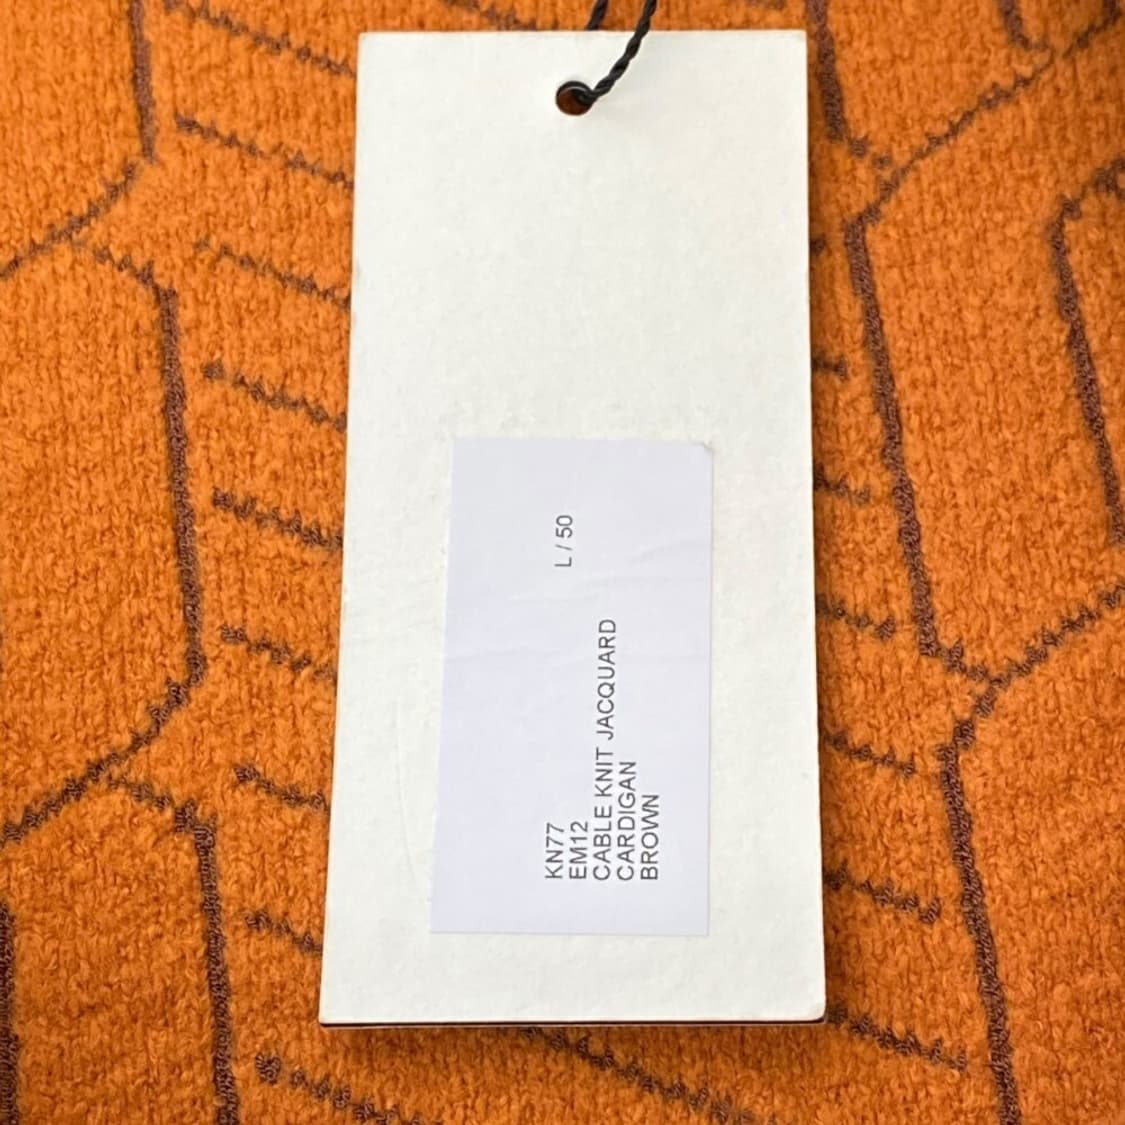 KN77 L / 50
EM12
CABLE KNIT JACQUARD
CARDIGAN
BROWN